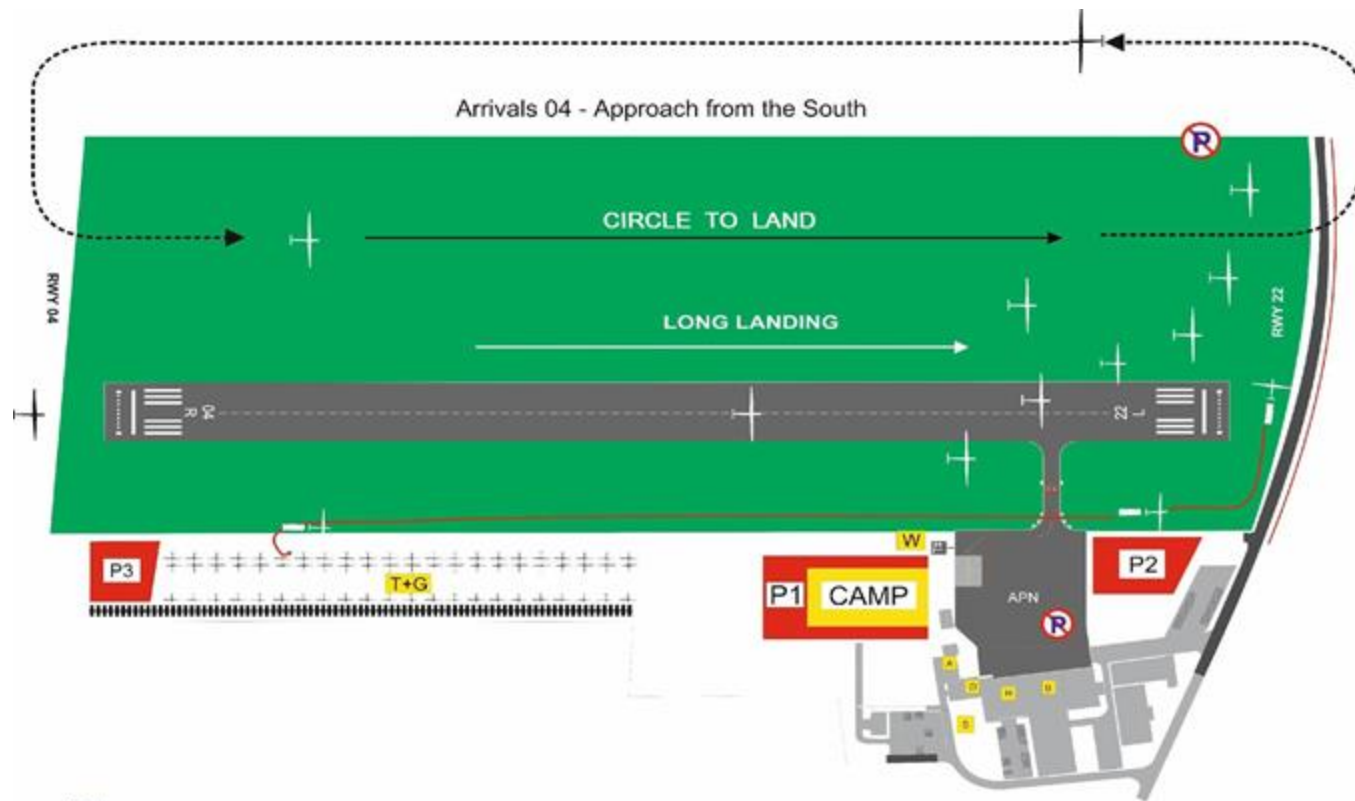 Arrivals 04 - Approach from the South
P
CIRCLE TO LAND
RWY 04
RWY 22
LONG LANDING
04
R
22
L
W
P3
T+G
P1
CAMP
P2
APN
P
A
O
H
B
S